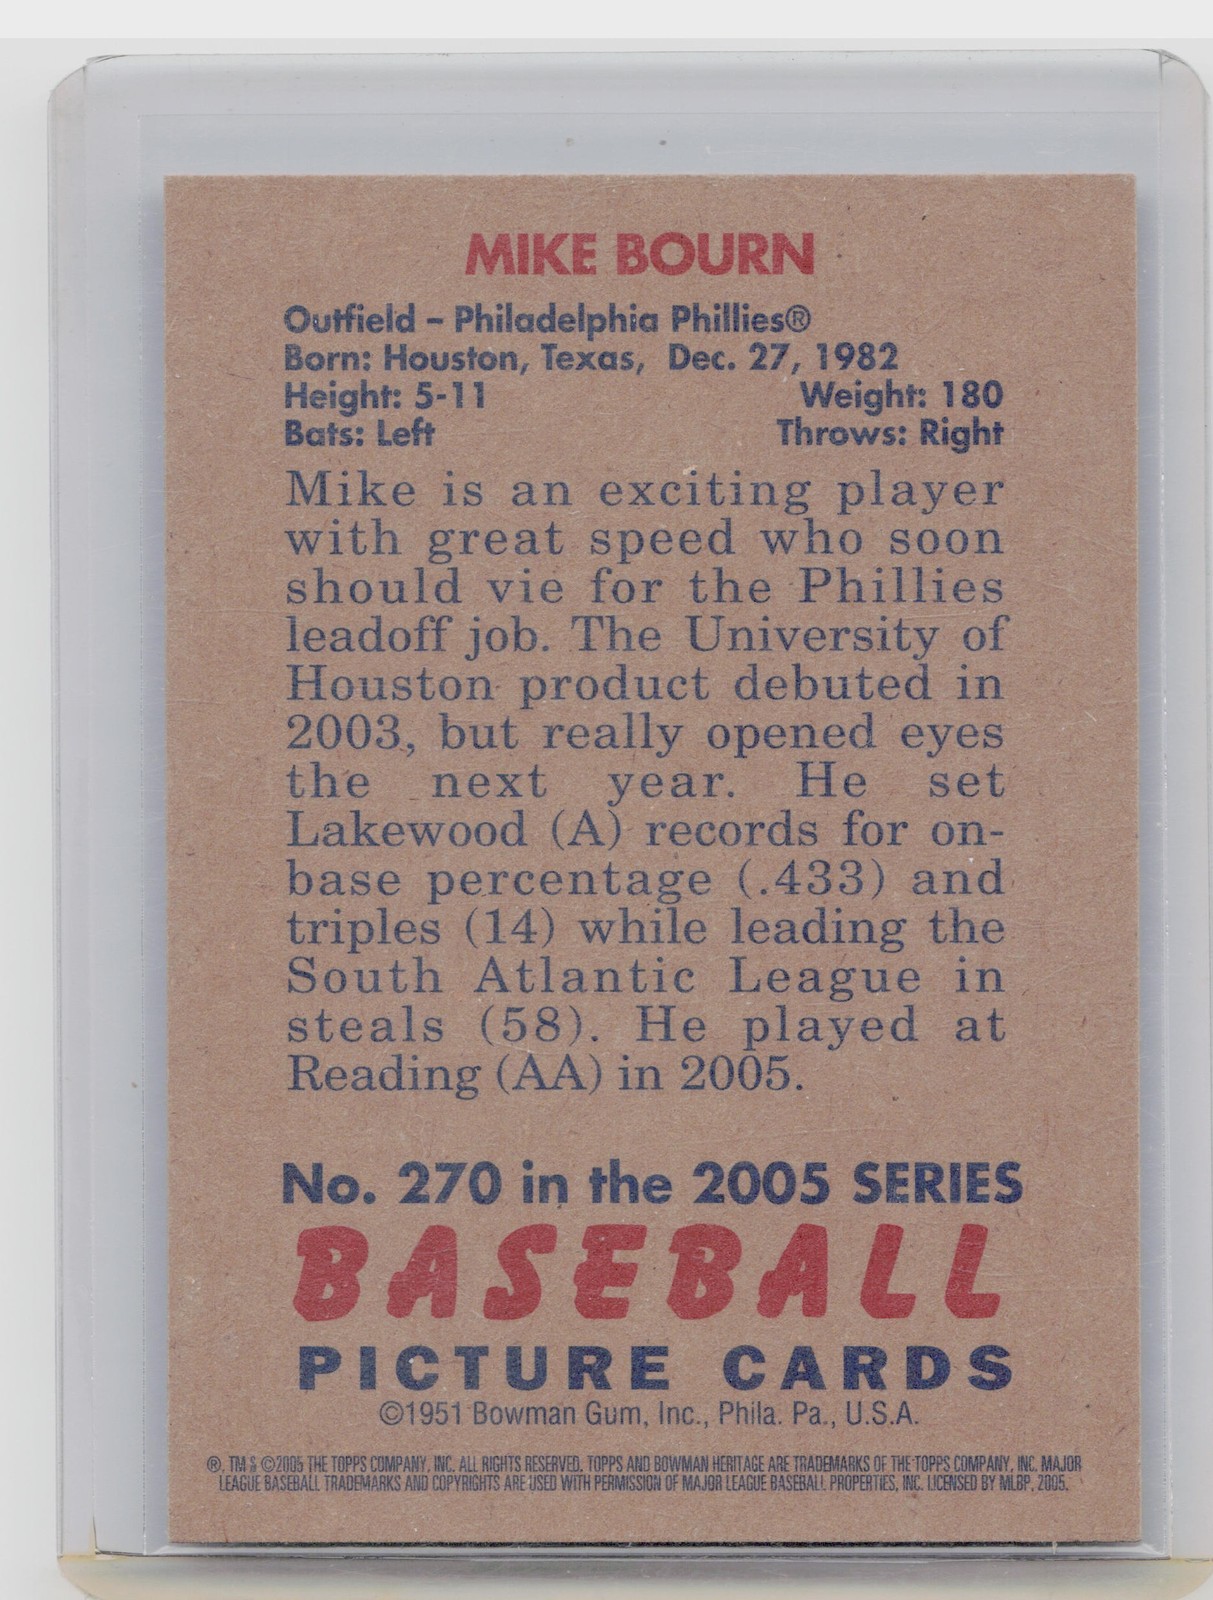 MIKE BOURN
Outfield – Philadelphia Phillies®
Born: Houston, Texas, Dec. 27, 1982
Height: 5-11 Weight: 180
Bats: Left Throws: Right
Mike is an exciting player
with great speed who soon
should vie for the Phillies
leadoff job. The University of
Houston product debuted in
2003, but really opened eyes
the next year. He set
Lakewood (A) records for on-
base percentage (.433) and
triples (14) while leading the
South Atlantic League in
steals (58). He played at
Reading (AA) in 2005.
No. 270 in the 2005 SERIES
BASEBALL
PICTURE CARDS
©1951 Bowman Gum, Inc., Phila. Pa., U.S.A.
®, TM & ©2005 THE TOPPS COMPANY, INC. ALL RIGHTS RESERVED. TOPPS AND BOWMAN HERITAGE ARE TRADEMARKS OF THE TOPPS COMPANY, INC. MAJOR
LEAGUE BASEBALL TRADEMARKS AND COPYRIGHTS ARE USED WITH PERMISSION OF MAJOR LEAGUE BASEBALL PROPERTIES, INC. LICENSED BY MLBP, 2005.